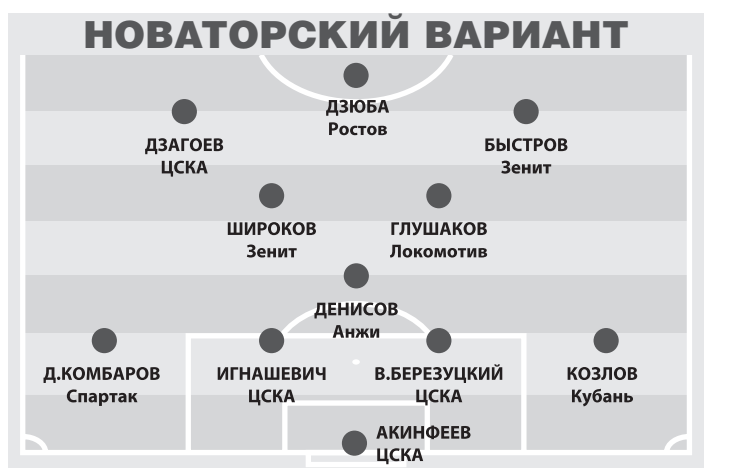 НОВАТОРСКИЙ ВАРИАНТ
ДЗЮБА
Ростов
ДЗАГОЕВ
ЦСКА
БЫСТРОВ
Зенит
ШИРОКОВ
Зенит
ГЛУШАКОВ
Локомотив
ДЕНИСОВ
Анжи
Д.КОМБАРОВ
Спартак
ИГНАШЕВИЧ
ЦСКА
В.БЕРЕЗУЦКИЙ
ЦСКА
КОЗЛОВ
Кубань
АКИНФЕЕВ
ЦСКА